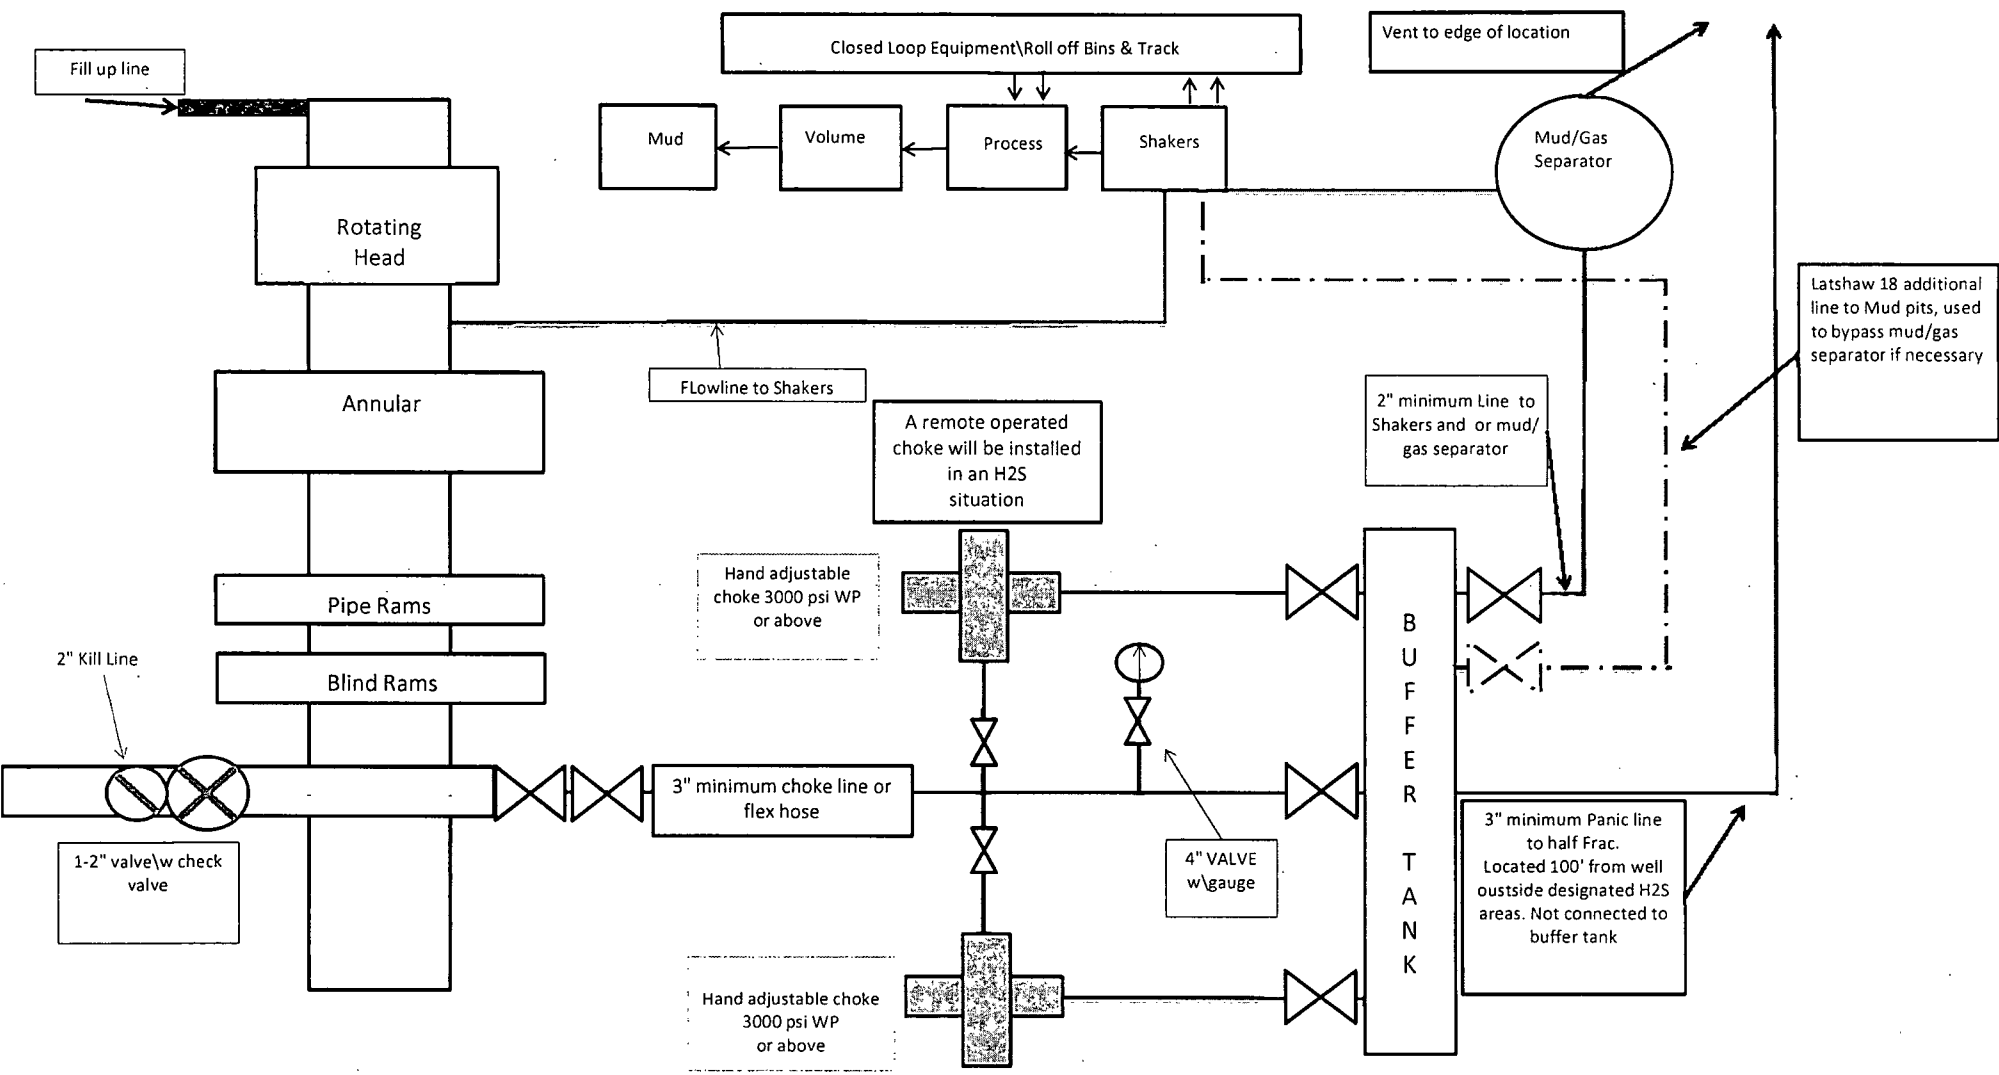 Closed Loop Equipment\Roll off Bins & Track
Vent to edge of location
Fill up line
Mud
Volume
Process
Shakers
Mud/Gas
Separator
Rotating
Head
Latshaw 18 additional
line to Mud pits, used
to bypass mud/gas
separator if necessary
FLowline to Shakers
Annular
2" minimum Line to
Shakers and or mud/
gas separator
A remote operated
choke will be installed
in an H2S
situation
Hand adjustable
choke 3000 psi WP
or above
Pipe Rams
Blind Rams
2" Kill Line
B
U
F
F
E
R
T
A
N
K
3" minimum choke line or
flex hose
1-2" valve\w check
valve
4" VALVE
w\gauge
3" minimum Panic line
to half Frac.
Located 100' from well
oustside designated H2S
areas. Not connected to
buffer tank
Hand adjustable choke
3000 psi WP
or above